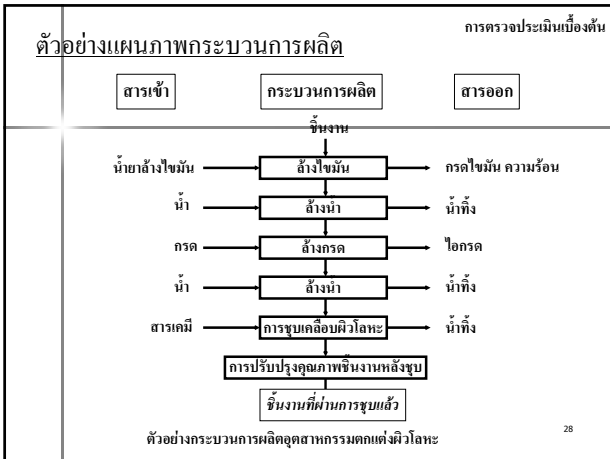 การตรวจประเมินเบื้องต้น
ตัวอย่างแผนภาพกระบวนการผลิต
สารเข้า กระบวนการผลิต สารออก
ชิ้นงาน
น้ำยาล้างไขมัน ล้างไขมัน กรดไขมัน ความร้อน
น้ำ ล้างน้ำ น้ำทิ้ง
กรด ล้างกรด ไอกรด
น้ำ ล้างน้ำ น้ำทิ้ง
สารเคมี การชุบเคลือบผิวโลหะ น้ำทิ้ง
การปรับปรุงคุณภาพชิ้นงานหลังชุบ
ชิ้นงานที่ผ่านการชุบแล้ว
ตัวอย่างกระบวนการผลิตอุตสาหกรรมตกแต่งผิวโลหะ
28